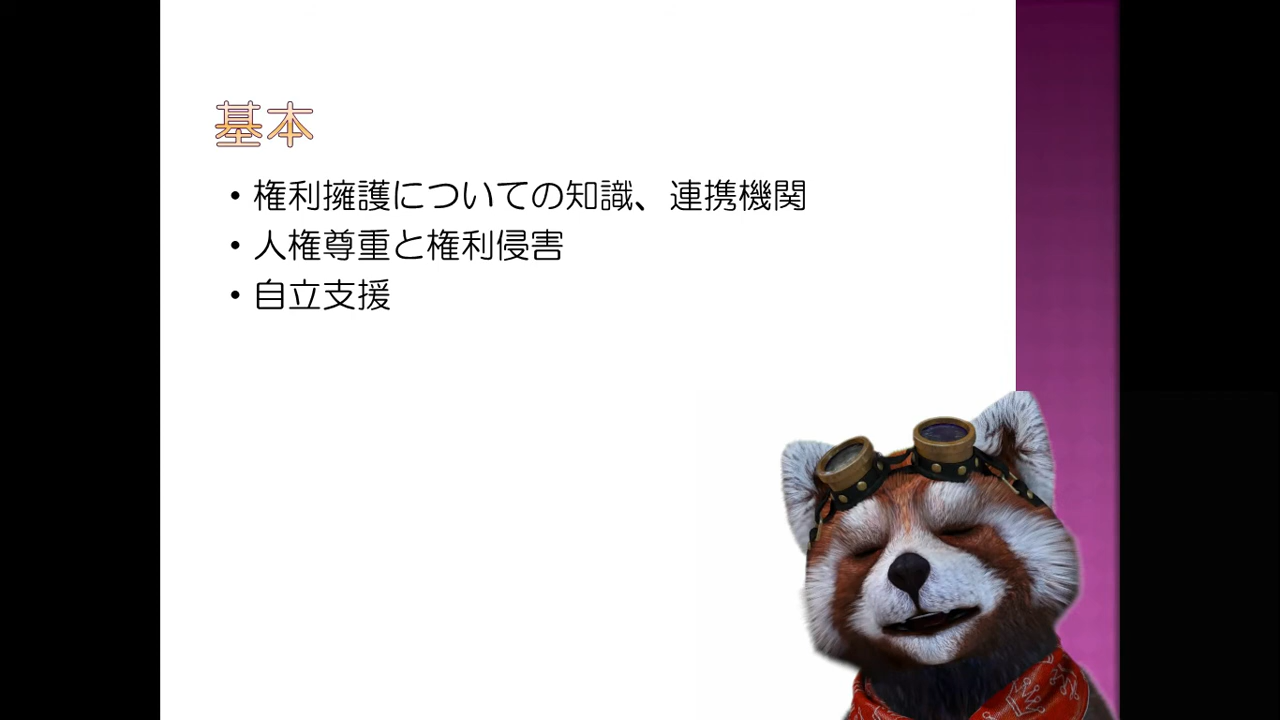 基本
• 権利擁護についての知識、連携機関
• 人権尊重と権利侵害
• 自立支援